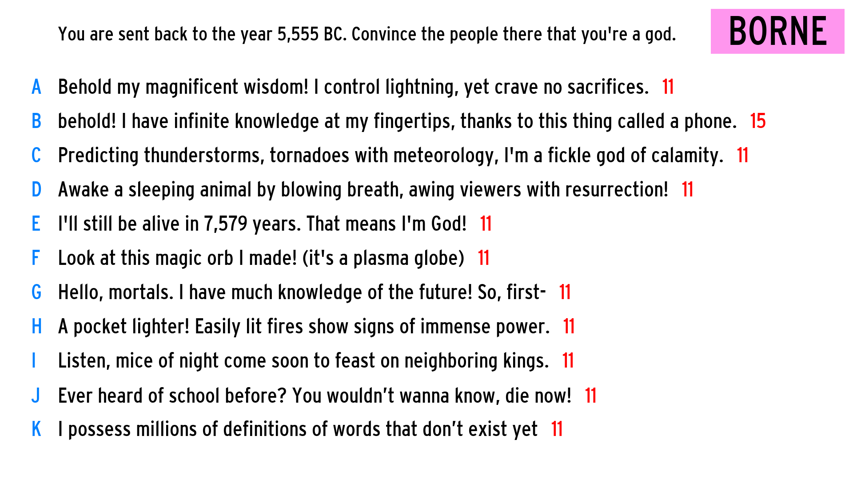 You are sent back to the year 5,555 BC. Convince the people there that you're a god.
BORNE
A Behold my magnificent wisdom! I control lightning, yet crave no sacrifices. 11
B behold! I have infinite knowledge at my fingertips, thanks to this thing called a phone. 15
C Predicting thunderstorms, tornadoes with meteorology, I'm a fickle god of calamity. 11
D Awake a sleeping animal by blowing breath, awing viewers with resurrection! 11
E I'll still be alive in 7,579 years. That means I'm God! 11
F Look at this magic orb I made! (it's a plasma globe) 11
G Hello, mortals. I have much knowledge of the future! So, first- 11
H A pocket lighter! Easily lit fires show signs of immense power. 11
I Listen, mice of night come soon to feast on neighboring kings. 11
J Ever heard of school before? You wouldn’t wanna know, die now! 11
K I possess millions of definitions of words that don’t exist yet 11